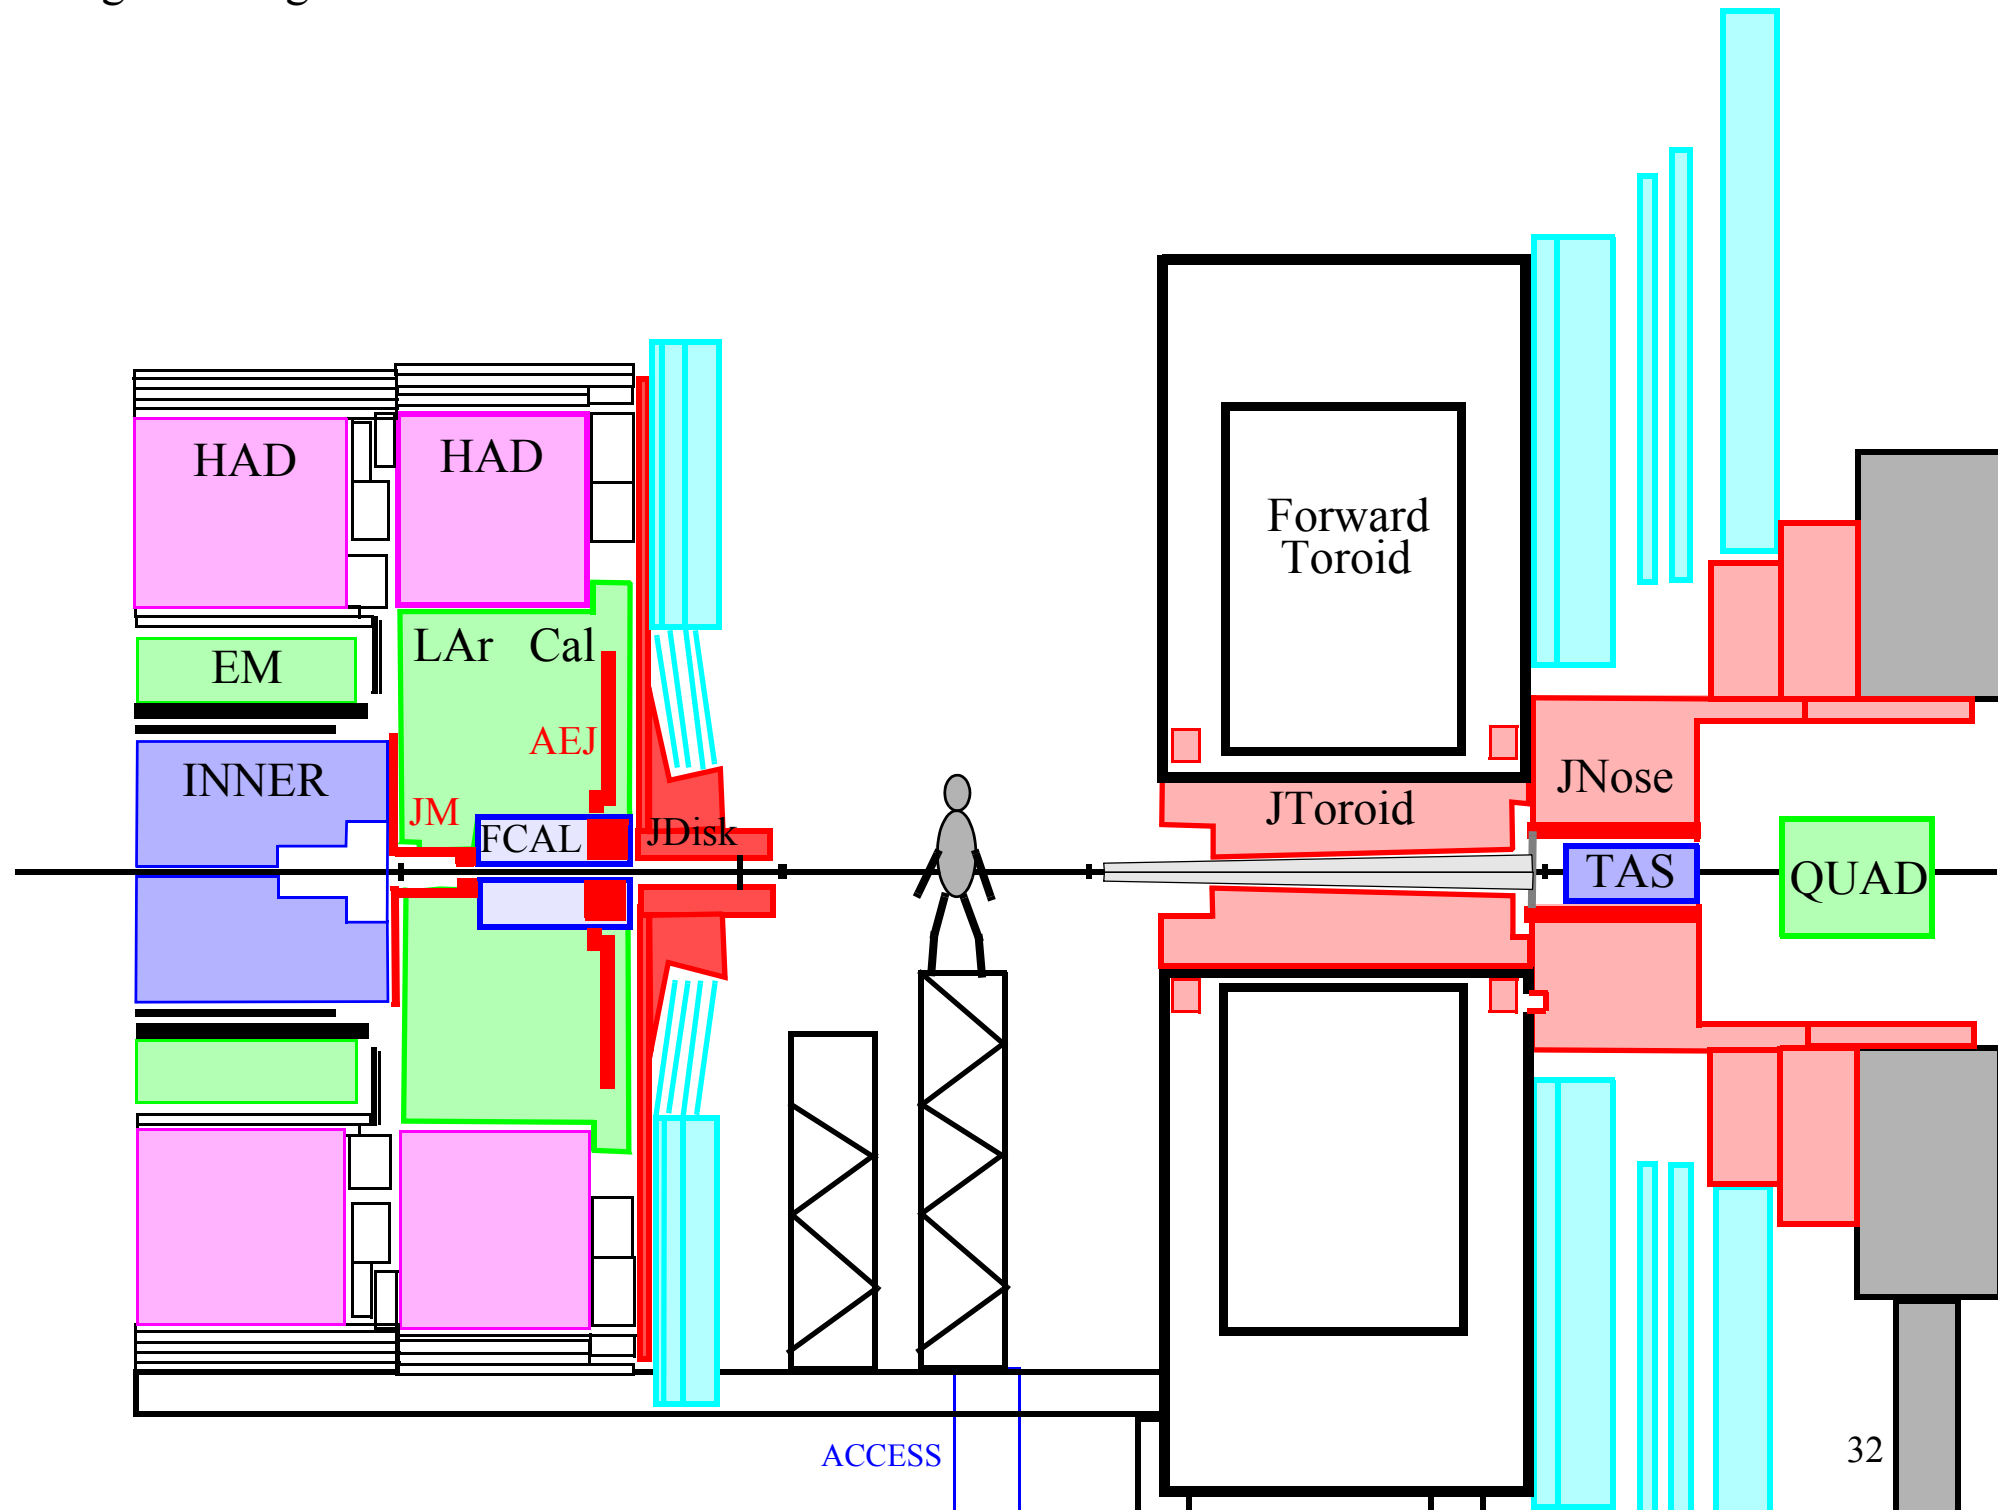 HAD
HAD
Forward
Toroid
LAr Cal
EM
AEJ
INNER
JM
FCAL
JDisk
JToroid
JNose
TAS
QUAD
ACCESS
32